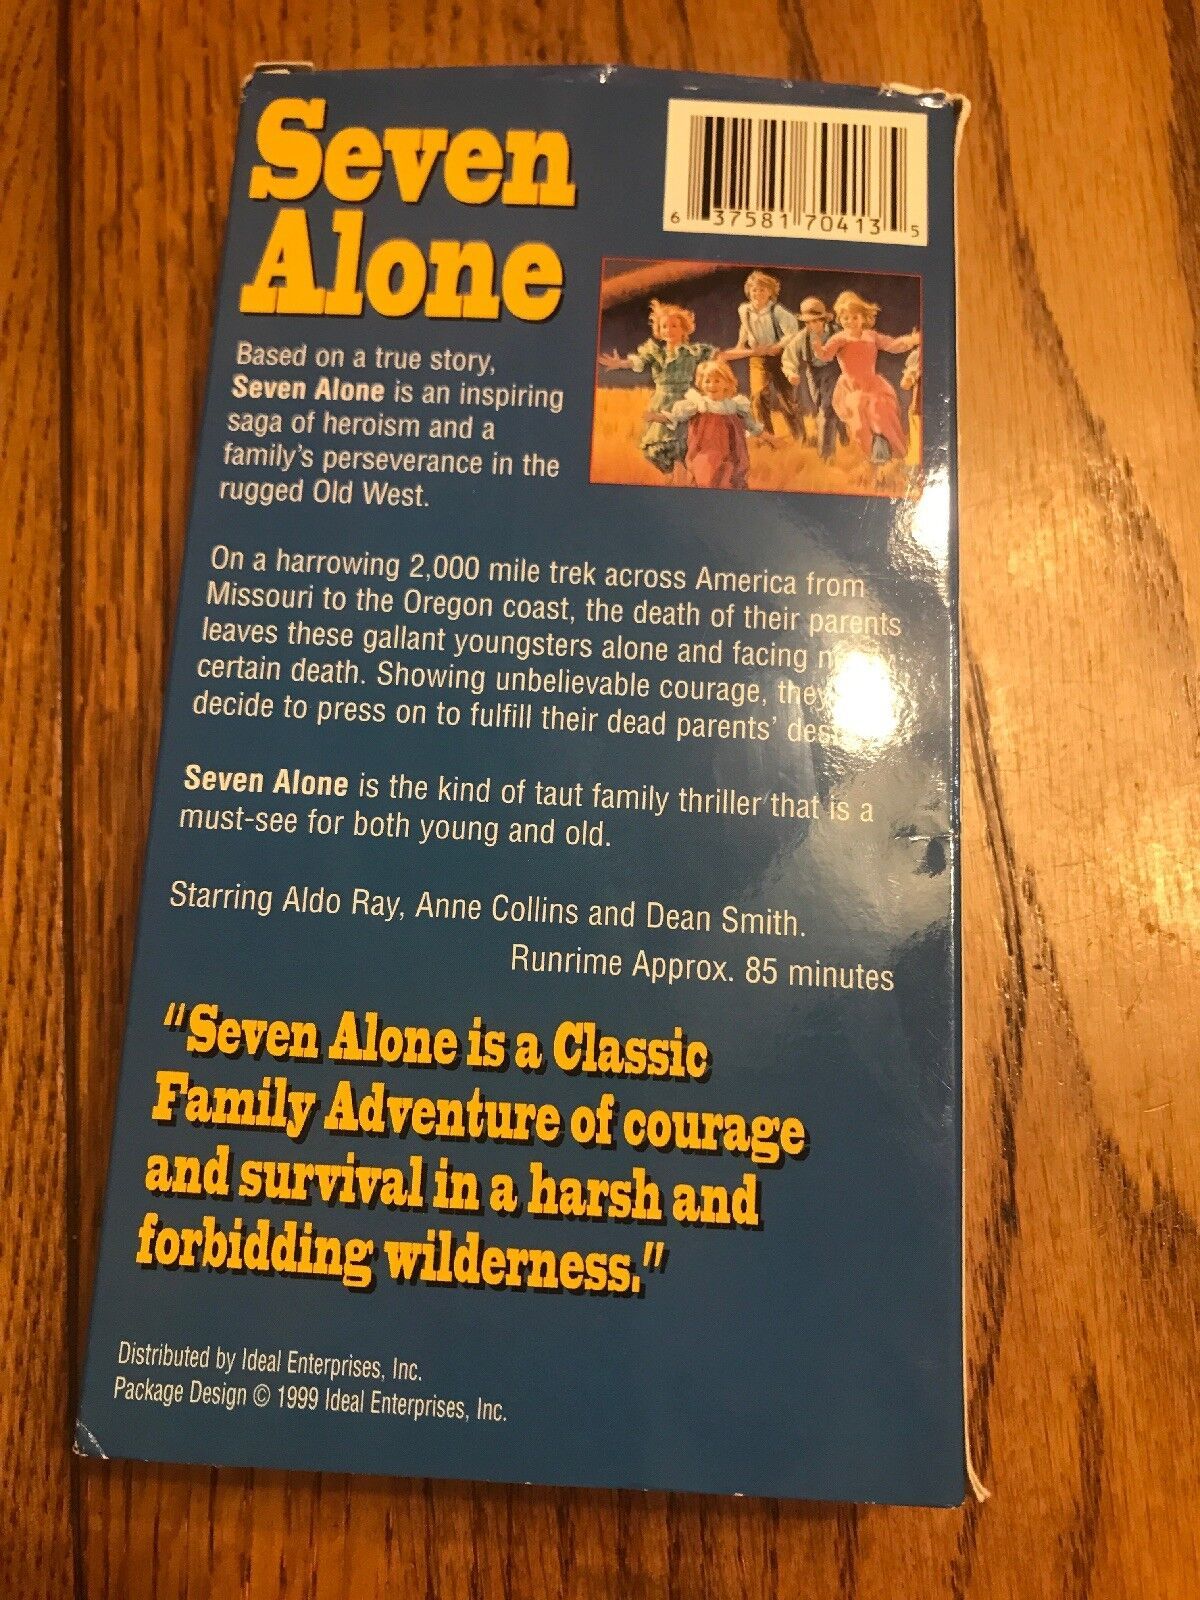 Seven
Alone
6 37581 70413 5
Based on a true story,
Seven Alone is an inspiring
saga of heroism and a
family's perseverance in the
rugged Old West.
On a harrowing 2,000 mile trek across America from
Missouri to the Oregon coast, the death of their parents
leaves these gallant youngsters alone and facing
certain death. Showing unbelievable courage, they
decide to press on to fulfill their dead parents'
Seven Alone is the kind of taut family thriller that is a
must-see for both young and old.
Starring Aldo Ray, Anne Collins and Dean Smith.
Runrime Approx. 85 minutes
"Seven Alone is a Classic
Family Adventure of courage
and survival in a harsh and
forbidding wilderness."
Distributed by Ideal Enterprises, Inc.
Package Design © 1999 Ideal Enterprises, Inc.